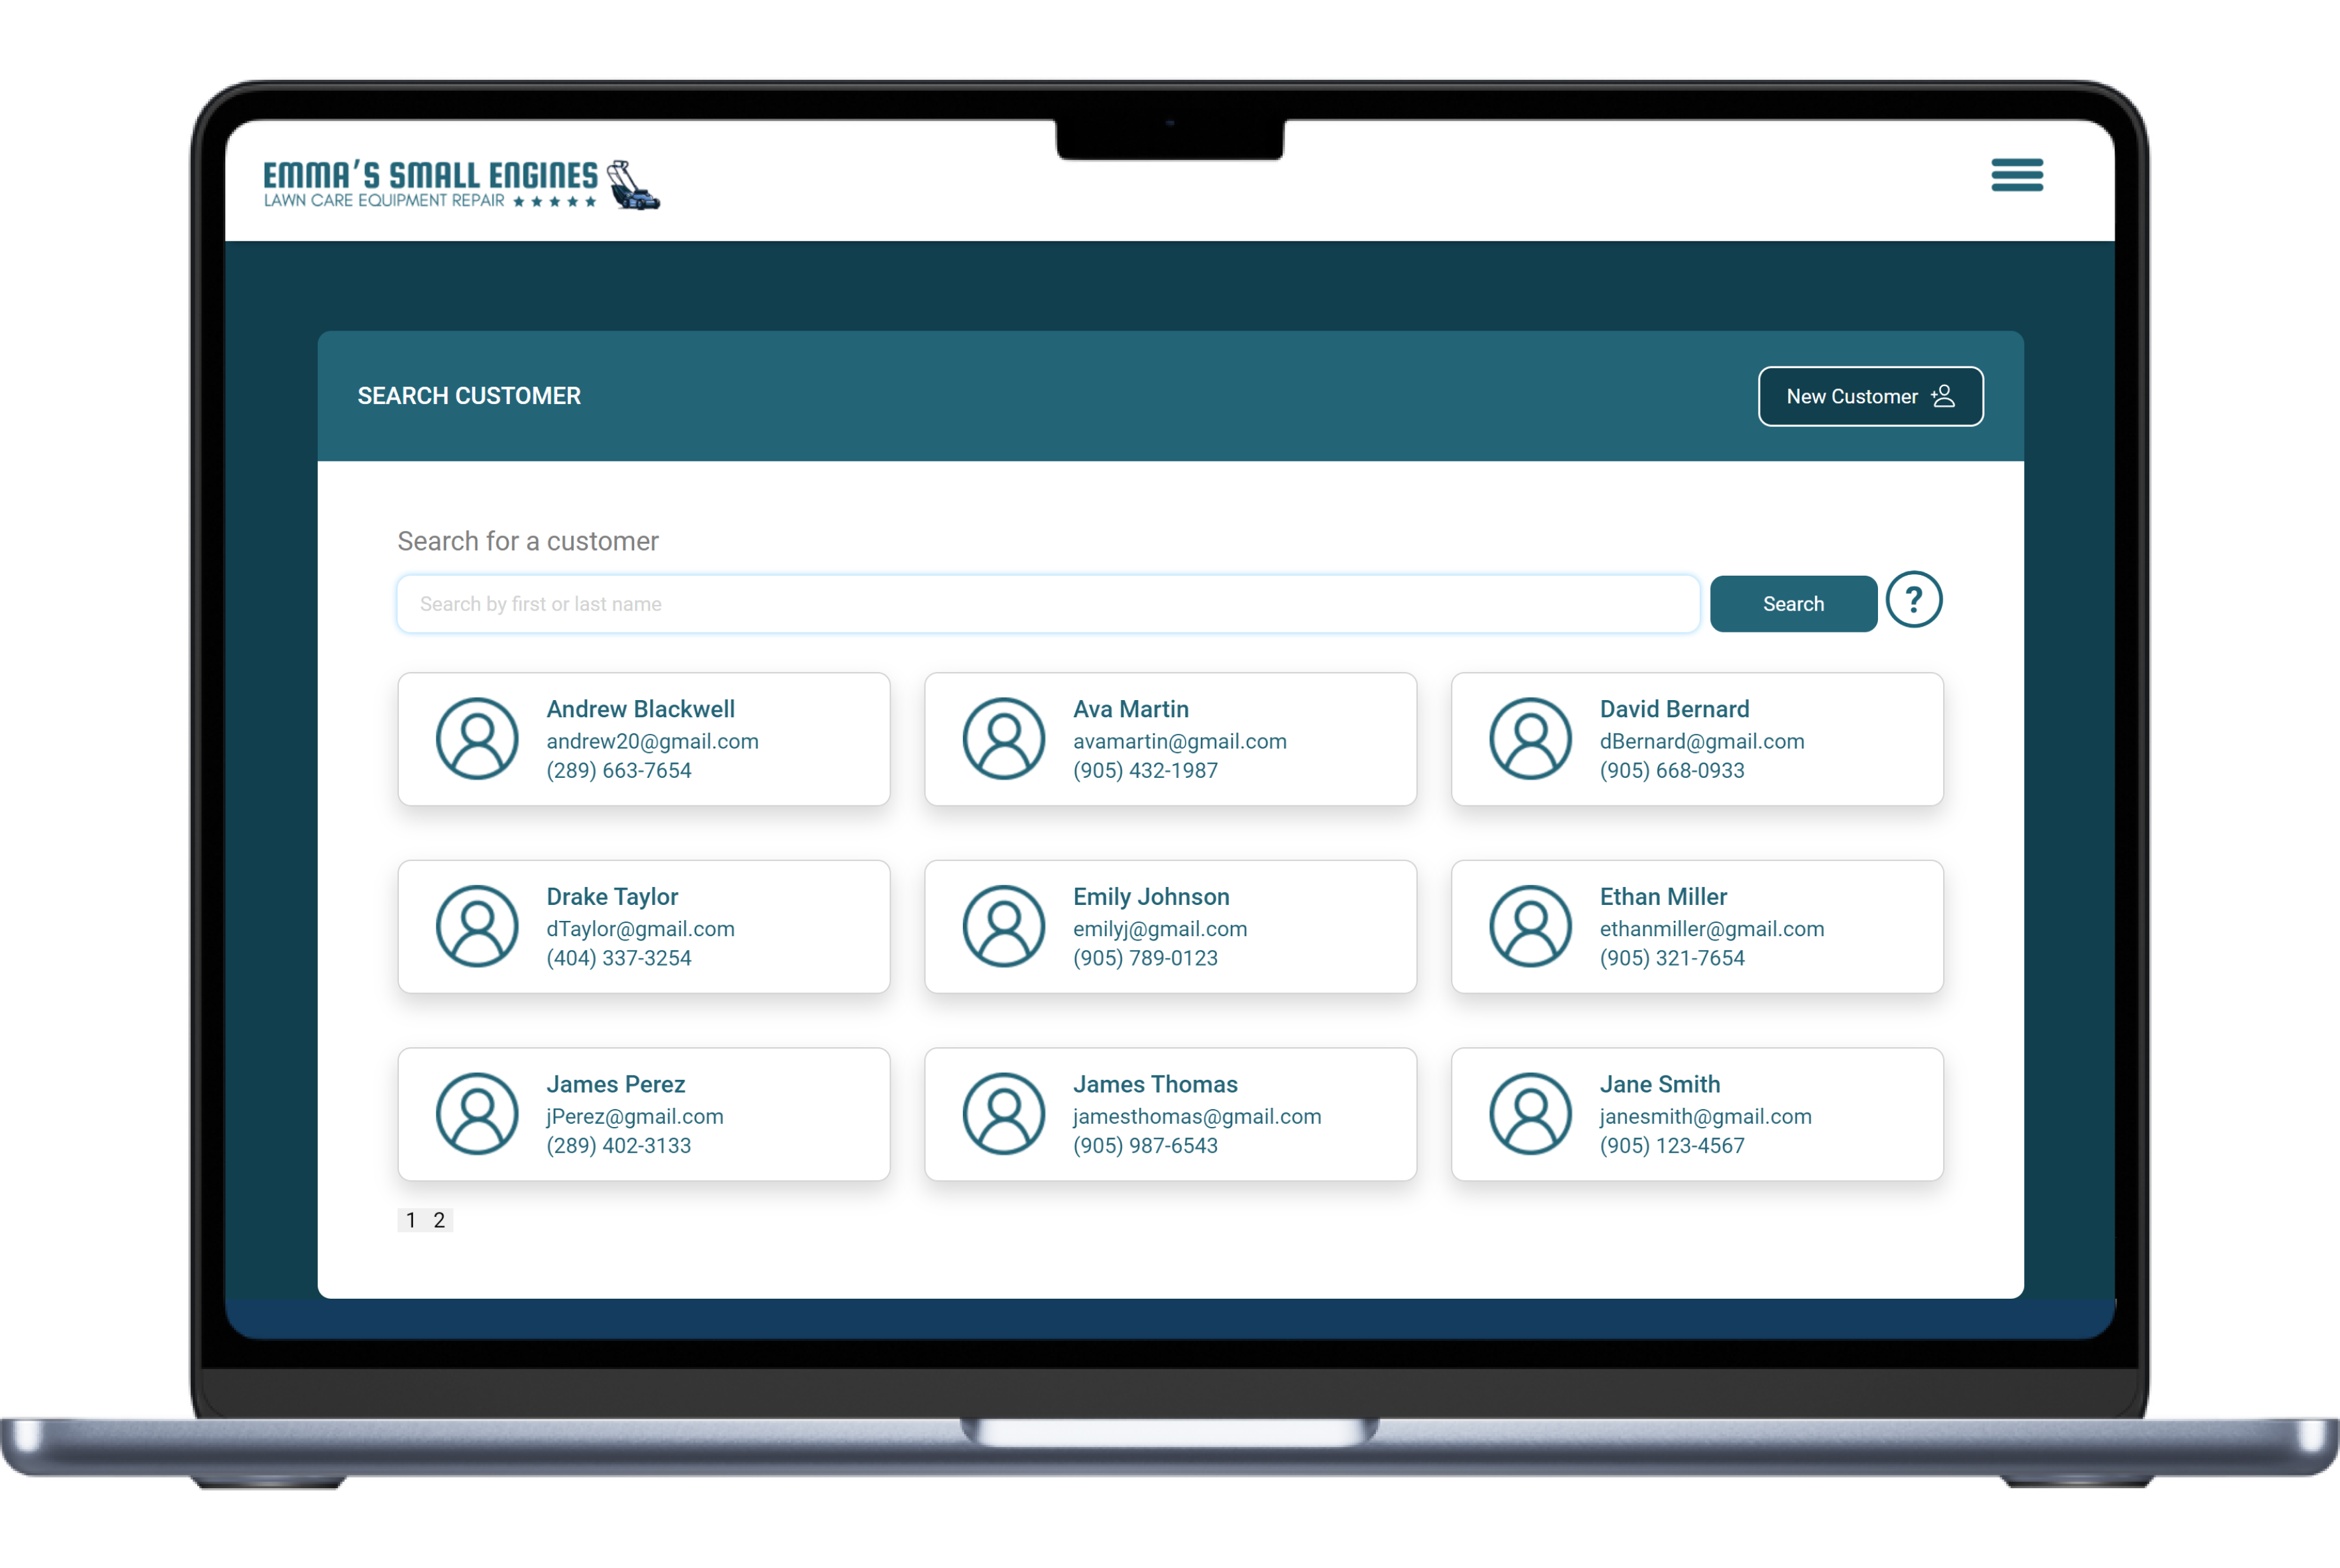 EMMA'S SMALL ENGINES
LAWN CARE EQUIPMENT REPAIR ★★★★★
SEARCH CUSTOMER
New Customer
Search for a customer
Search by first or last name
Search
?
Andrew Blackwell
andrew20@gmail.com
(289) 663-7654
Ava Martin
avamartin@gmail.com
(905) 432-1987
David Bernard
dBernard@gmail.com
(905) 668-0933
Drake Taylor
dTaylor@gmail.com
(404) 337-3254
Emily Johnson
emilyj@gmail.com
(905) 789-0123
Ethan Miller
ethanmiller@gmail.com
(905) 321-7654
James Perez
jPerez@gmail.com
(289) 402-3133
James Thomas
jamesthomas@gmail.com
(905) 987-6543
Jane Smith
janesmith@gmail.com
(905) 123-4567
1 2